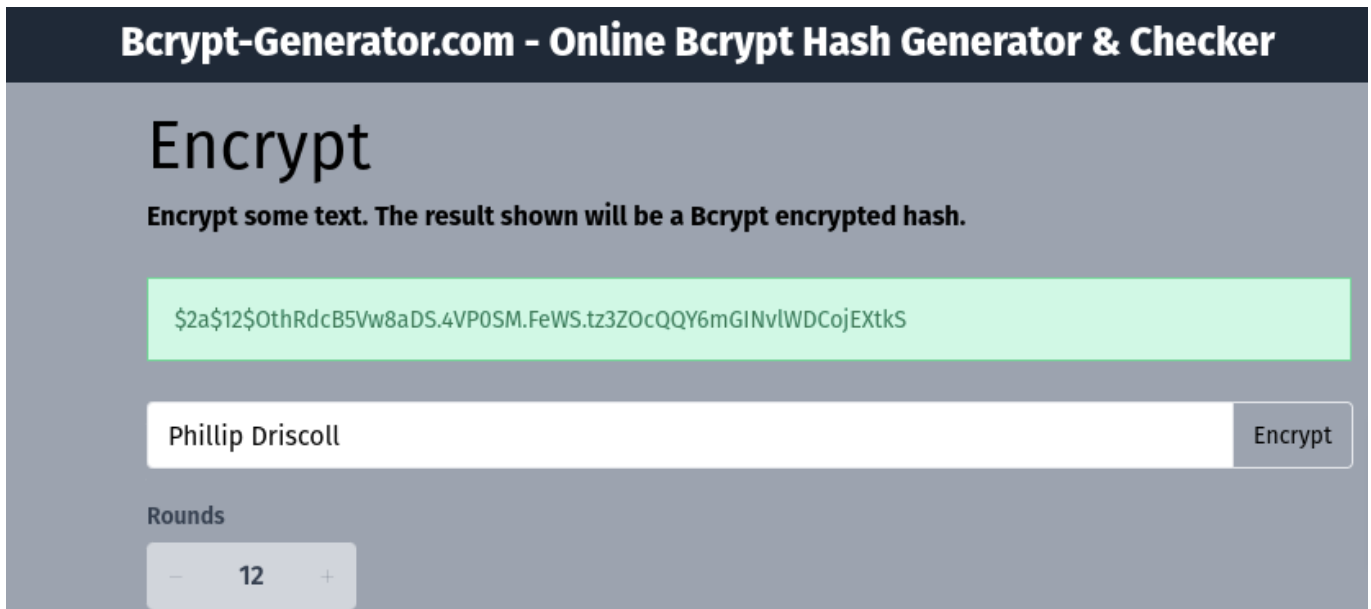 Bcrypt-Generator.com - Online Bcrypt Hash Generator & Checker
Encrypt
Encrypt some text. The result shown will be a Bcrypt encrypted hash.
$2a$12$OthRdcB5Vw8aDS.4VP0SM.FeWS.tz3ZOcQQY6mGINvlWDCojEXtkS
Phillip Driscoll
Encrypt
Rounds
− 12 +